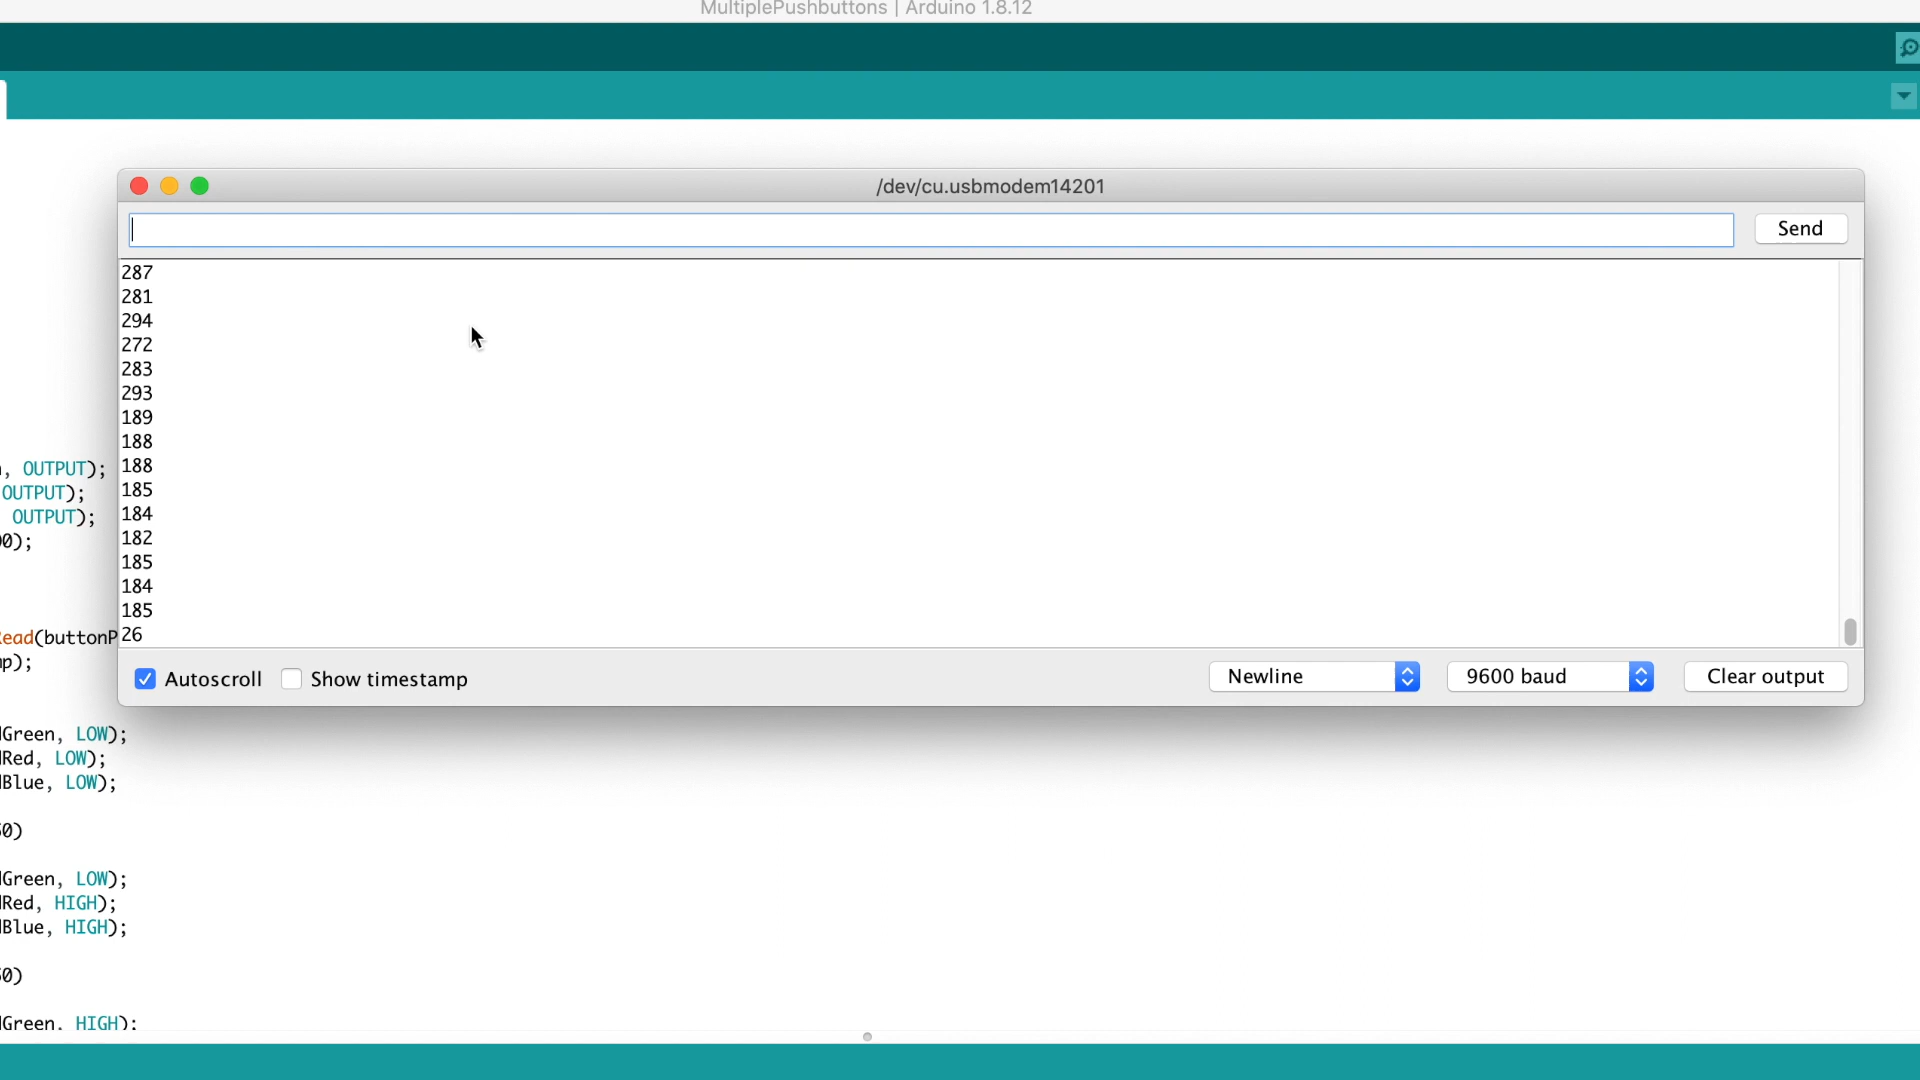 MultiplePushbuttons | Arduino 1.8.12
/dev/cu.usbmodem14201
Send
287
281
294
272
283
293
189
188
188
185
184
182
185
184
185
26
, OUTPUT);
OUTPUT);
OUTPUT);
0);
ead(buttonP
p);
Autoscroll
Show timestamp
Newline
9600 baud
Clear output
Green, LOW);
Red, LOW);
Blue, LOW);
0)
Green, LOW);
Red, HIGH);
Blue, HIGH);
0)
Green, HIGH);